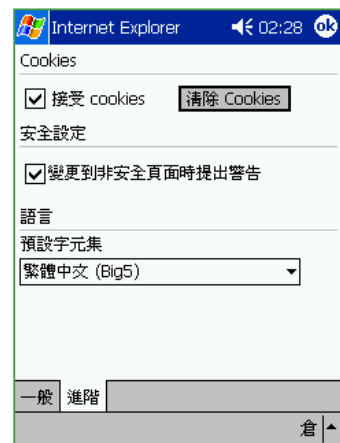 Internet Explorer 02:28 ok
Cookies
接受 cookies 清除 Cookies
安全設定
變更到非安全頁面時提出警告
語言
預設字元集
繁體中文 (Big5)
一般 進階
倉